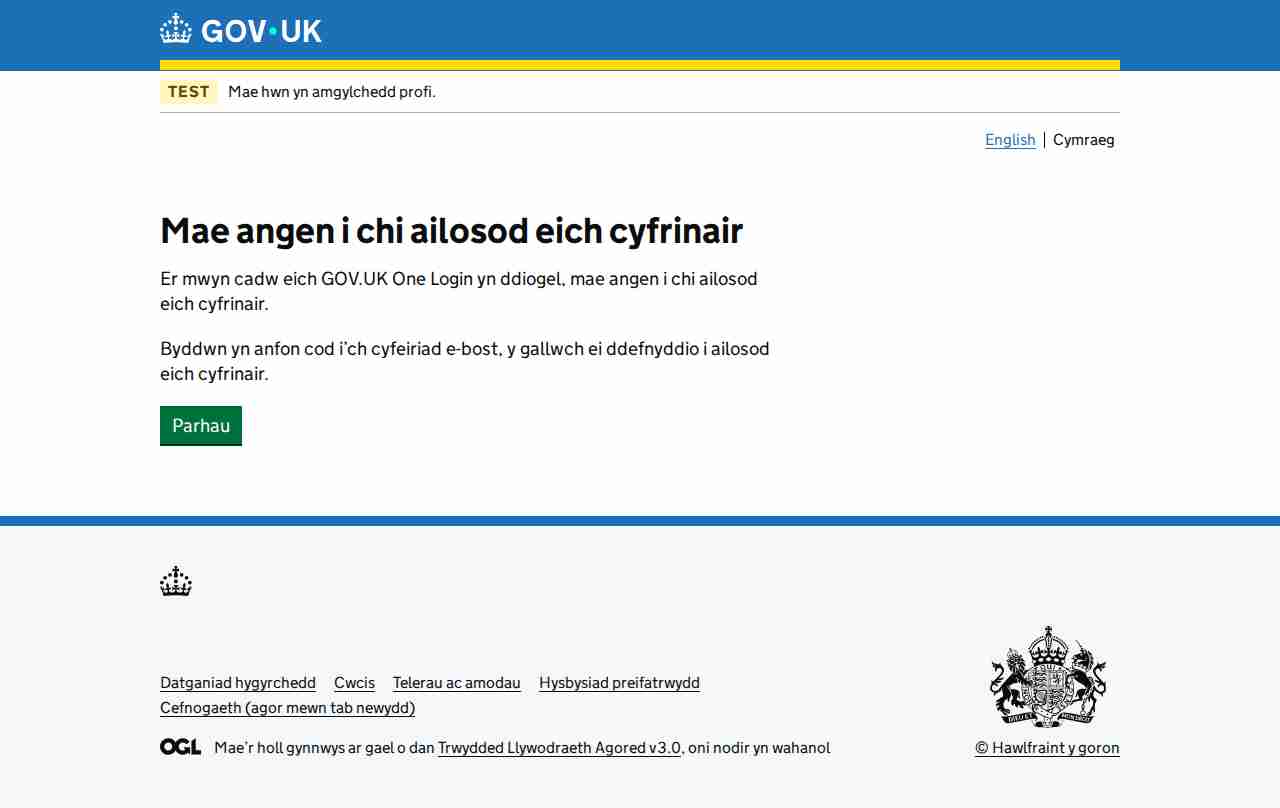 GOV·UK
TEST Mae hwn yn amgylchedd profi.
English | Cymraeg
Mae angen i chi ailosod eich cyfrinair
Er mwyn cadw eich GOV.UK One Login yn ddiogel, mae angen i chi ailosod
eich cyfrinair.
Byddwn yn anfon cod i’ch cyfeiriad e-bost, y gallwch ei ddefnyddio i ailosod
eich cyfrinair.
Parhau
Datganiad hygyrchedd Cwcis Telerau ac amodau Hysbysiad preifatrwydd
Cefnogaeth (agor mewn tab newydd)
OGL Mae’r holl gynnwys ar gael o dan Trwydded Llywodraeth Agored v3.0, oni nodir yn wahanol
© Hawlfraint y goron